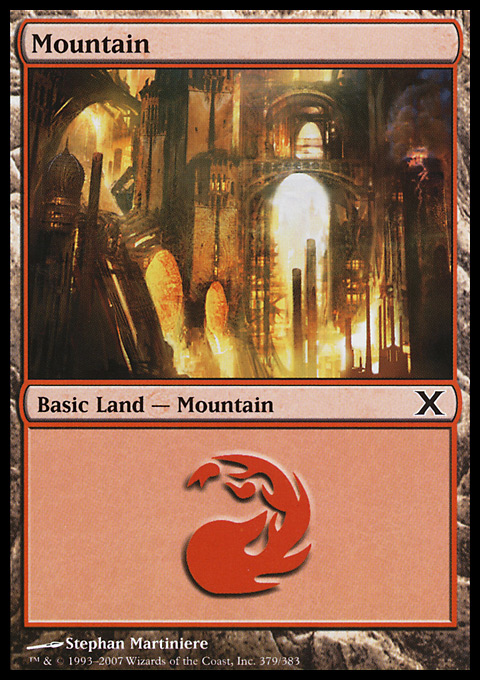 Mountain
Basic Land — Mountain
X
Stephan Martiniere
™ & © 1993–2007 Wizards of the Coast, Inc. 379/383